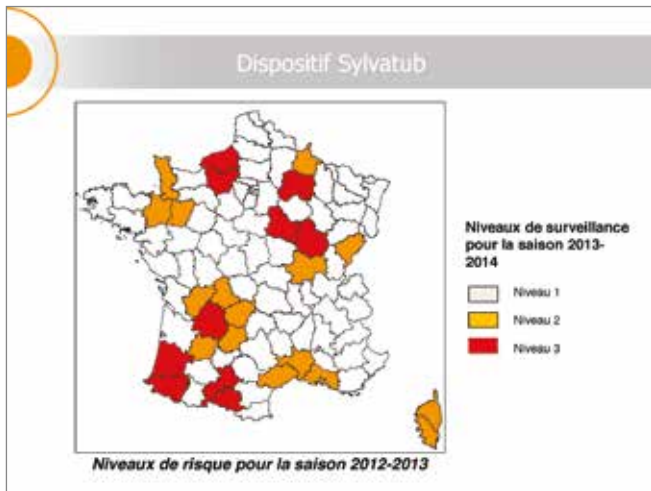 Dispositif Sylvatub
Niveaux de surveillance
pour la saison 2013-
2014
Niveau 1
Niveau 2
Niveau 3
Niveaux de risque pour la saison 2012-2013